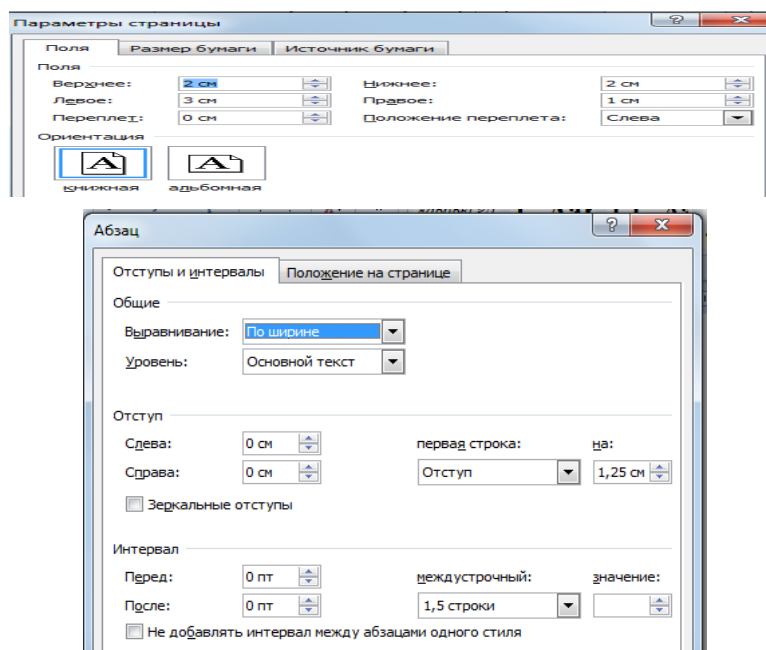 Параметры страницы
Поля Размер бумаги Источник бумаги
Поля
Верхнее: 2 см Нижнее: 2 см
Левое: 3 см Правое: 1 см
Переплет: 0 см Положение переплета: Слева
Ориентация
A A
книжная альбомная
Абзац
Отступы и интервалы Положение на странице
Общие
Выравнивание: По ширине
Уровень: Основной текст
Отступ
Слева: 0 см первая строка: на:
Справа: 0 см Отступ 1,25 см
Зеркальные отступы
Интервал
Перед: 0 пт междустрочный: значение:
После: 0 пт 1,5 строки
Не добавлять интервал между абзацами одного стиля